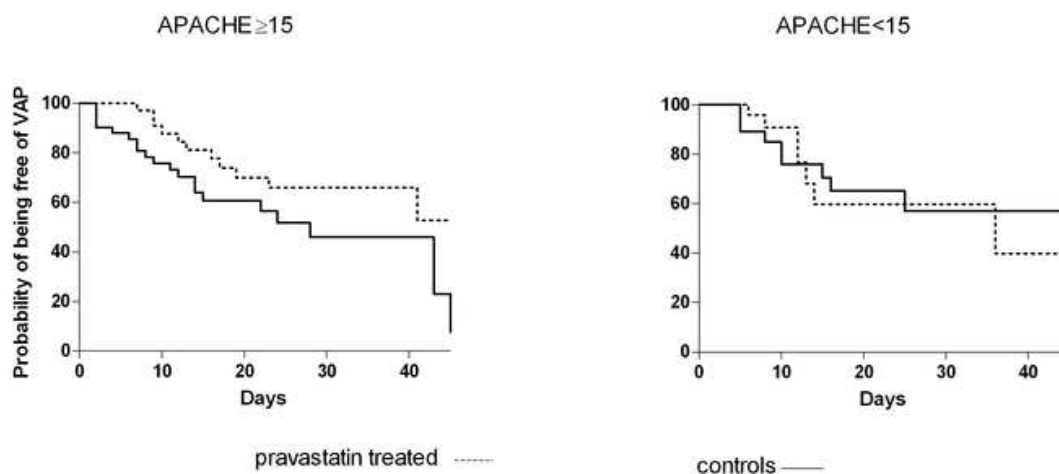 APACHE≥15
APACHE<15
Probability of being free of VAP
100
80
60
40
20
0
0 10 20 30 40
Days
100
80
60
40
20
0
0 10 20 30 40
Days
pravastatin treated
controls